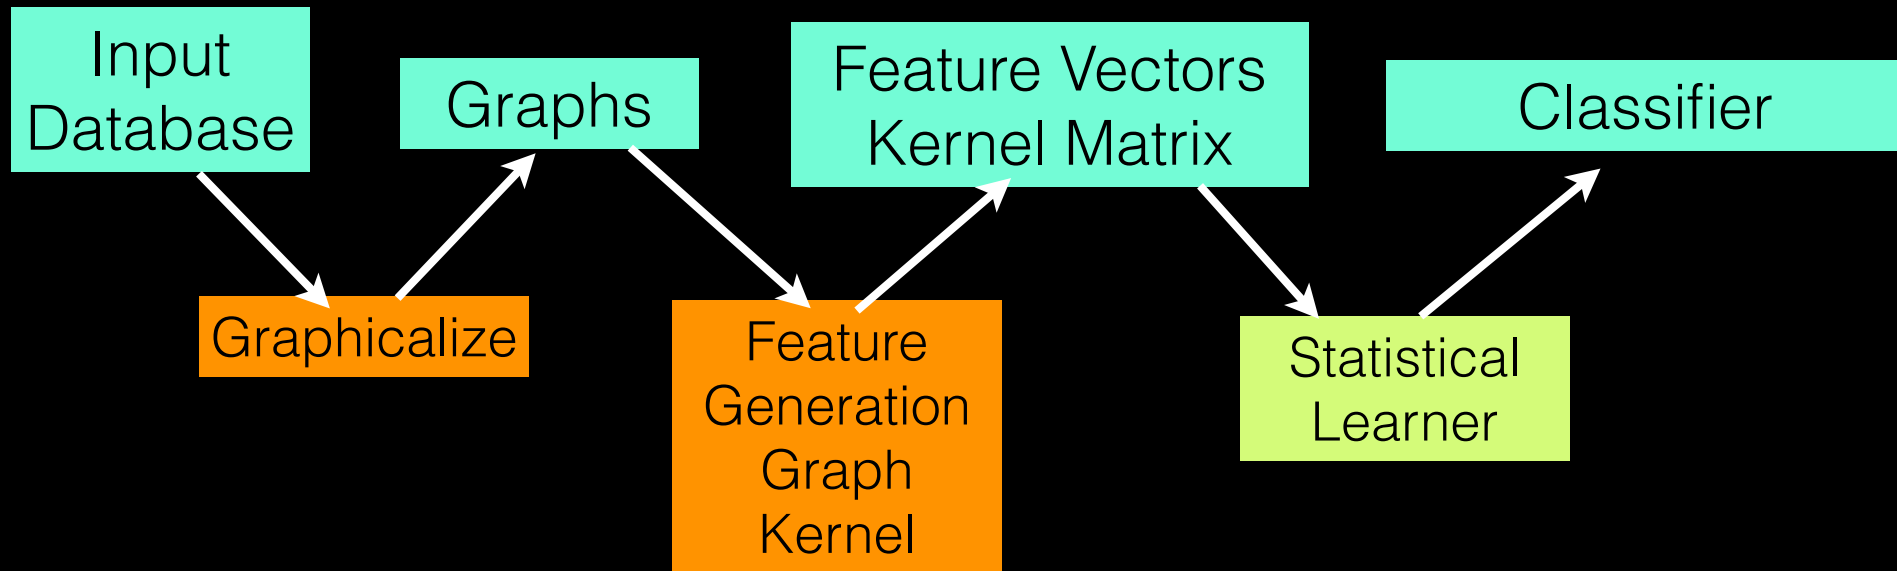 Input
Database
Graphs
Feature Vectors
Kernel Matrix
Classifier
Graphicalize
Feature
Generation
Graph
Kernel
Statistical
Learner